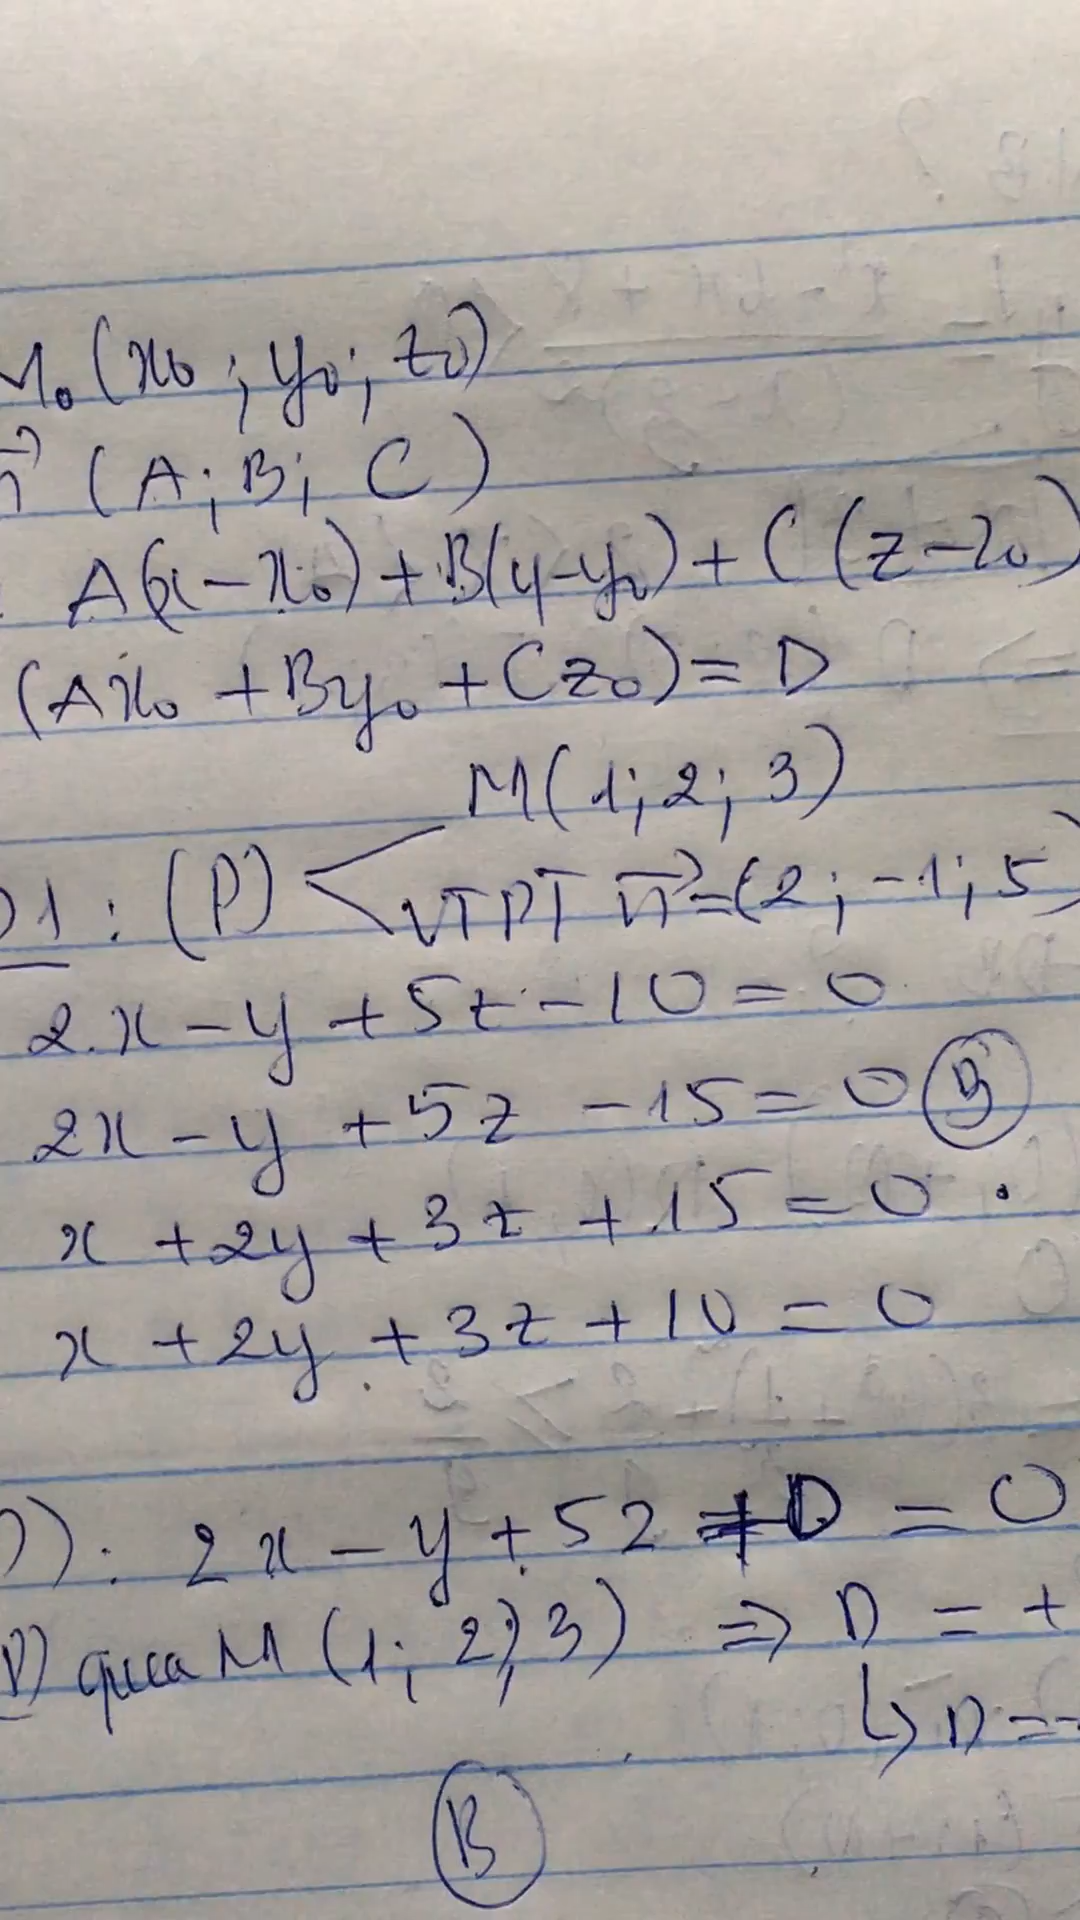 M₀(x₀; y₀; z₀)
n⃗ (A; B; C)
A(x-x₀)+B(y-y₀)+C(z-z₀)
(Ax₀+By₀+Cz₀)=D
M(1; 2; 3)
1: (P) < VTPT n⃗=(2; -1; 5)
2x-y+5z-10=0
2x-y+5z-15=0 B
x+2y+3z+15=0
x+2y+3z+10=0
): 2x-y+5z+D=0
) qua M(1; 2; 3) ⇒ D = +
↳ D = -
B